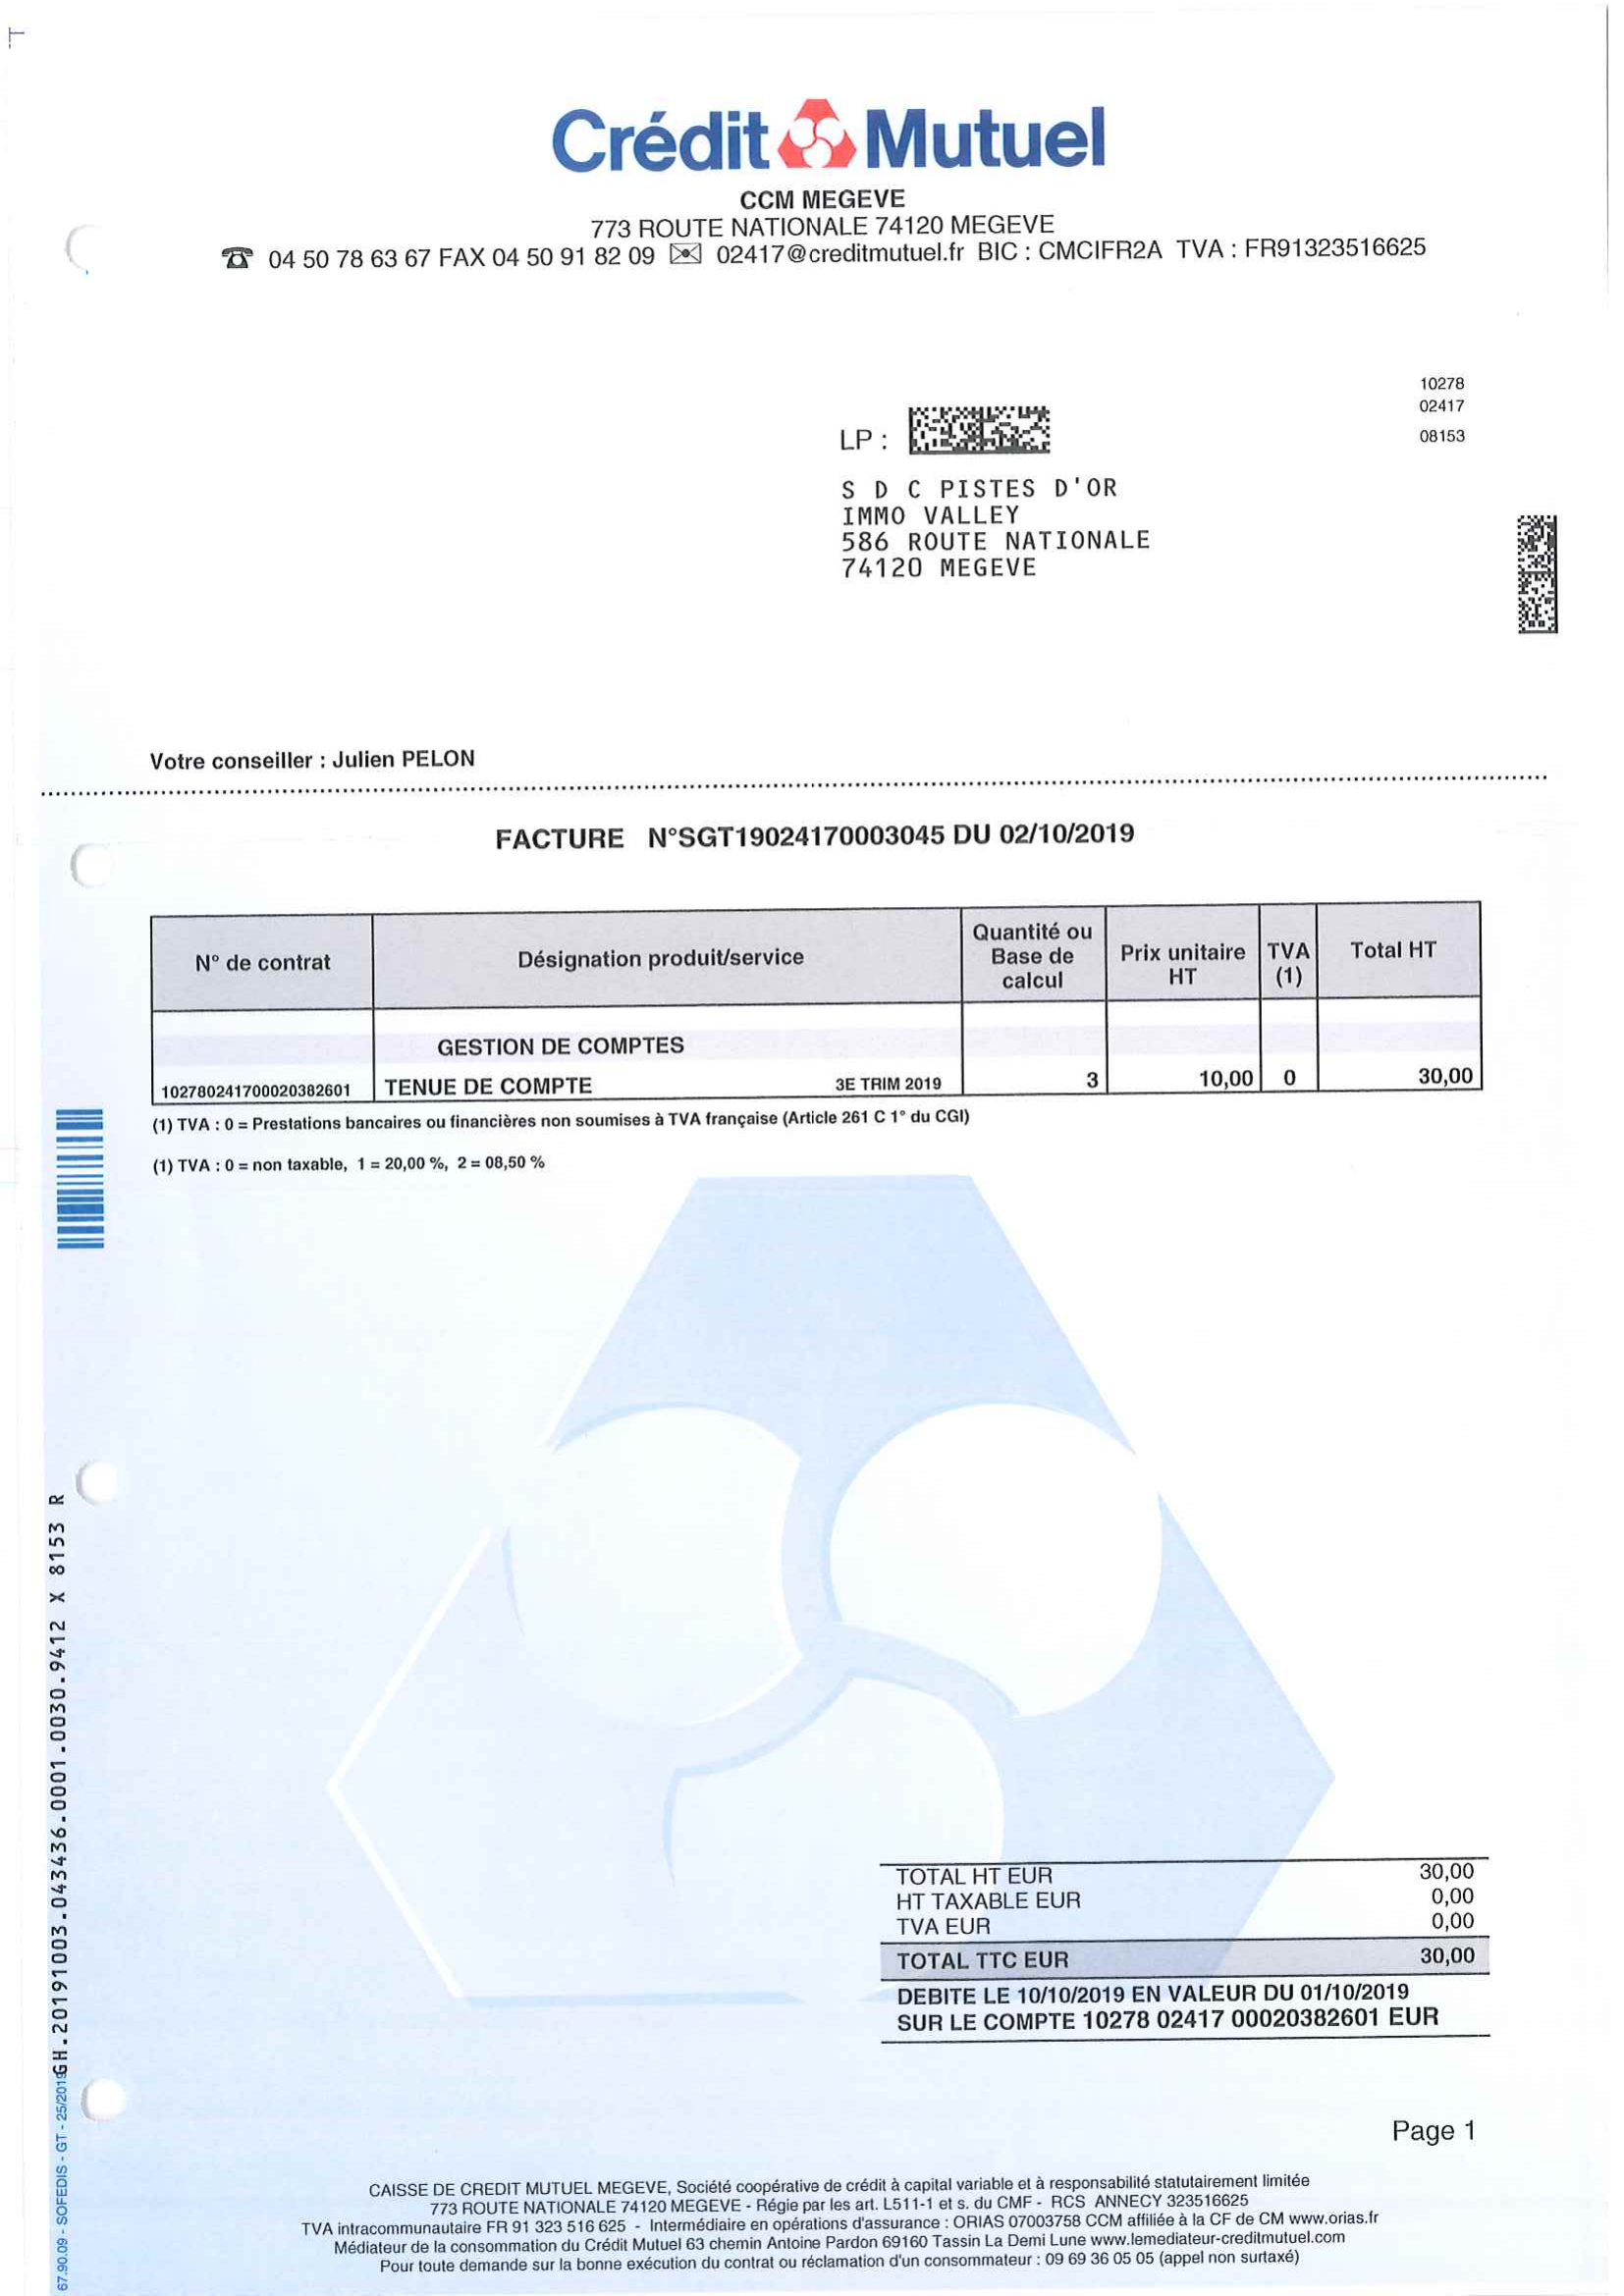 Crédit Mutuel
CCM MEGEVE
773 ROUTE NATIONALE 74120 MEGEVE
04 50 78 63 67 FAX 04 50 91 82 09 02417@creditmutuel.fr BIC : CMCIFR2A TVA : FR91323516625
10278
02417
08153
LP :
S D C PISTES D'OR
IMMO VALLEY
586 ROUTE NATIONALE
74120 MEGEVE
Votre conseiller : Julien PELON
FACTURE N°SGT19024170003045 DU 02/10/2019
N° de contrat Désignation produit/service Quantité ou Base de calcul Prix unitaire HT TVA (1) Total HT
GESTION DE COMPTES
102780241700020382601 TENUE DE COMPTE 3E TRIM 2019 3 10,00 0 30,00
(1) TVA : 0 = Prestations bancaires ou financières non soumises à TVA française (Article 261 C 1° du CGI)
(1) TVA : 0 = non taxable, 1 = 20,00 %, 2 = 08,50 %
TOTAL HT EUR 30,00
HT TAXABLE EUR 0,00
TVA EUR 0,00
TOTAL TTC EUR 30,00
DEBITE LE 10/10/2019 EN VALEUR DU 01/10/2019
SUR LE COMPTE 10278 02417 00020382601 EUR
67.90.09 - SOFEDIS - GT - 25/2019
GH.20191003.043436.0001.0030.9412 X 8153 R
Page 1
CAISSE DE CREDIT MUTUEL MEGEVE, Société coopérative de crédit à capital variable et à responsabilité statutairement limitée
773 ROUTE NATIONALE 74120 MEGEVE - Régie par les art. L511-1 et s. du CMF - RCS ANNECY 323516625
TVA intracommunautaire FR 91 323 516 625 - Intermédiaire en opérations d'assurance : ORIAS 07003758 CCM affiliée à la CF de CM www.orias.fr
Médiateur de la consommation du Crédit Mutuel 63 chemin Antoine Pardon 69160 Tassin La Demi Lune www.lemediateur-creditmutuel.com
Pour toute demande sur la bonne exécution du contrat ou réclamation d'un consommateur : 09 69 36 05 05 (appel non surtaxé)